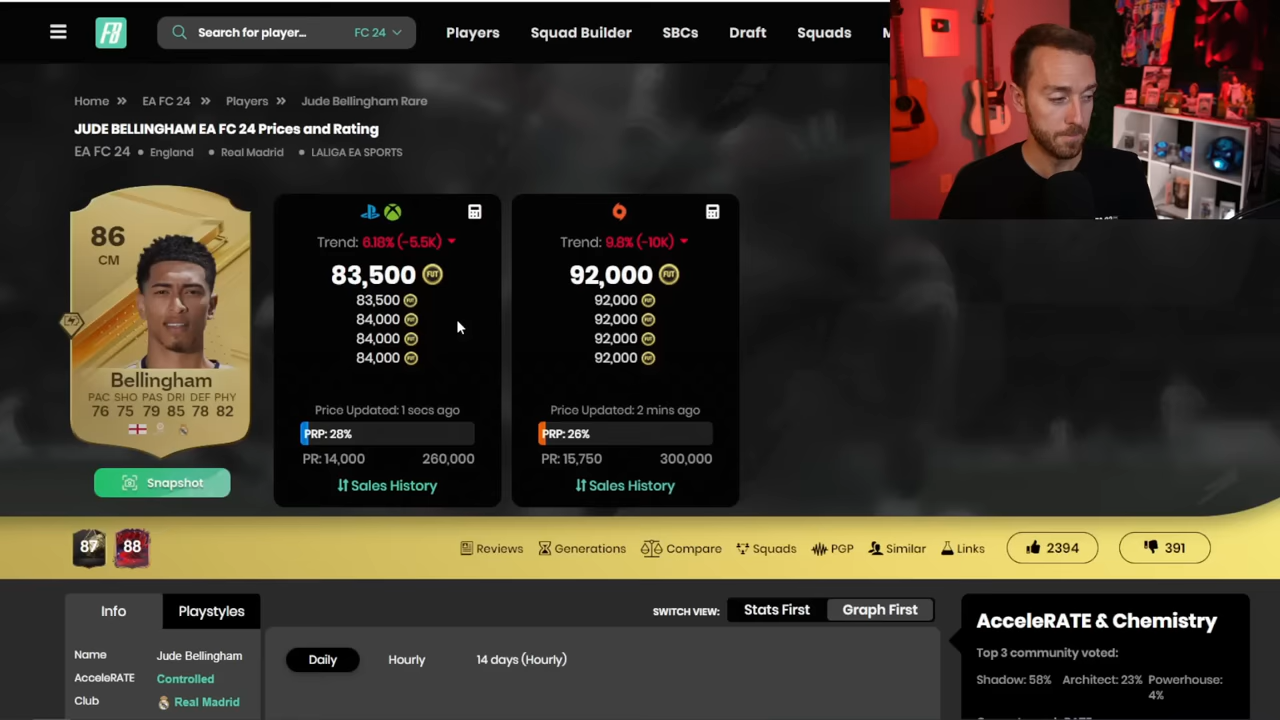 FB
Search for player... FC 24
Players
Squad Builder
SBCs
Draft
Squads
M
Home » EA FC 24 » Players » Jude Bellingham Rare
JUDE BELLINGHAM EA FC 24 Prices and Rating
EA FC 24 • England • Real Madrid • LALIGA EA SPORTS
86
CM
Bellingham
PAC SHO PAS DRI DEF PHY
76 75 79 85 78 82
Snapshot
Trend: 6.18% (-5.5K)
83,500 FUT
83,500
84,000
84,000
84,000
Price Updated: 1 secs ago
PRP: 28%
PR: 14,000 260,000
Sales History
Trend: 9.8% (-10K)
92,000 FUT
92,000
92,000
92,000
92,000
Price Updated: 2 mins ago
PRP: 26%
PR: 15,750 300,000
Sales History
87 88
Reviews
Generations
Compare
Squads
PGP
Similar
Links
2394
391
Info Playstyles
Name Jude Bellingham
AcceleRATE Controlled
Club Real Madrid
SWITCH VIEW: Stats First Graph First
Daily Hourly 14 days (Hourly)
AcceleRATE & Chemistry
Top 3 community voted:
Shadow: 58% Architect: 23% Powerhouse:
4%